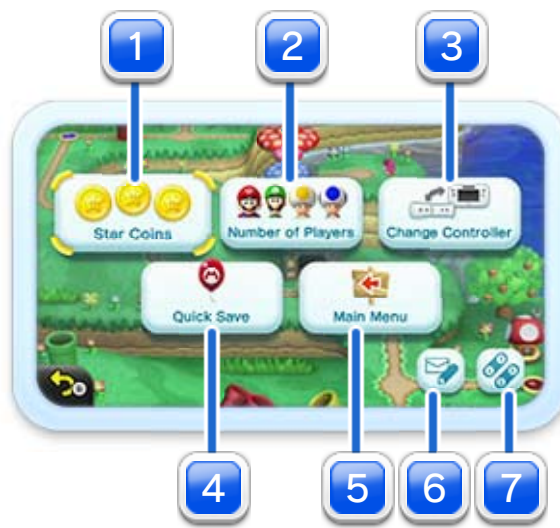 1 2 3
Star Coins Number of Players Change Controller
Quick Save Main Menu
4 5 6 7